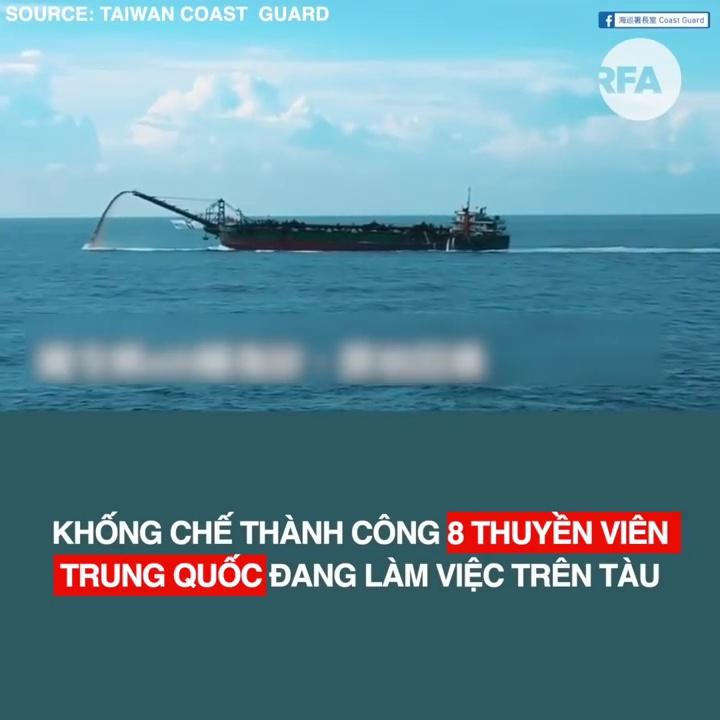 SOURCE: TAIWAN COAST GUARD
海巡署長室 Coast Guard
RFA
KHỐNG CHẾ THÀNH CÔNG 8 THUYỀN VIÊN
TRUNG QUỐC ĐANG LÀM VIỆC TRÊN TÀU